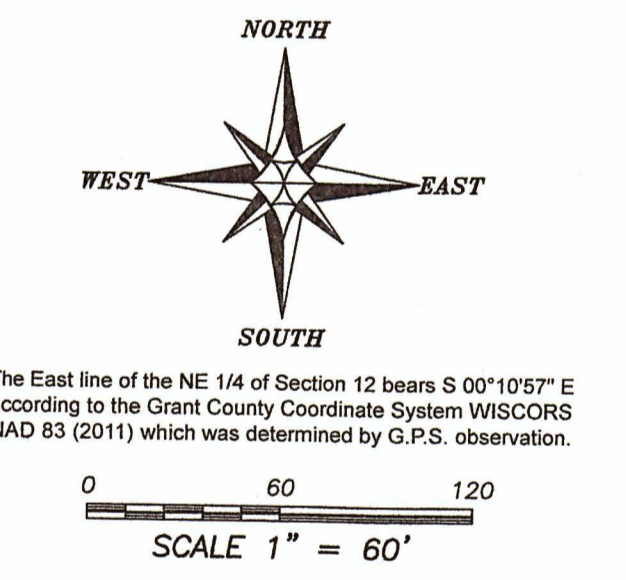 NORTH
WEST EAST
SOUTH
he East line of the NE 1/4 of Section 12 bears S 00°10'57" E
ccording to the Grant County Coordinate System WISCORS
AD 83 (2011) which was determined by G.P.S. observation.
0 60 120
SCALE 1" = 60'